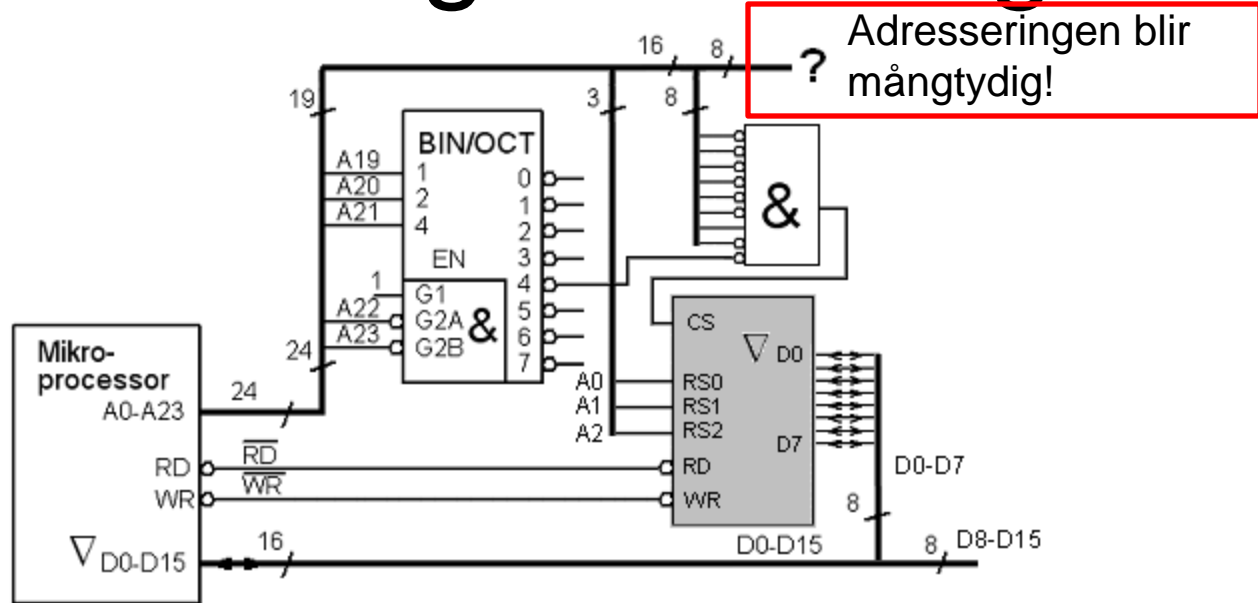 Adresseringen blir
mångtydig!
?
16
8
19
3
8
BIN/OCT
A19
A20
A21
1
2
4
0
1
2
3
4
5
6
7
EN
&
1
G1
A22
G2A
&
A23
G2B
24
Mikro-
processor
A0-A23
24
CS
▽ D0
A0
RS0
A1
RS1
A2
RS2
D7
RD
RD
RD
WR
WR
WR
D0-D7
8
▽ D0-D15
16
D0-D15
8
D8-D15